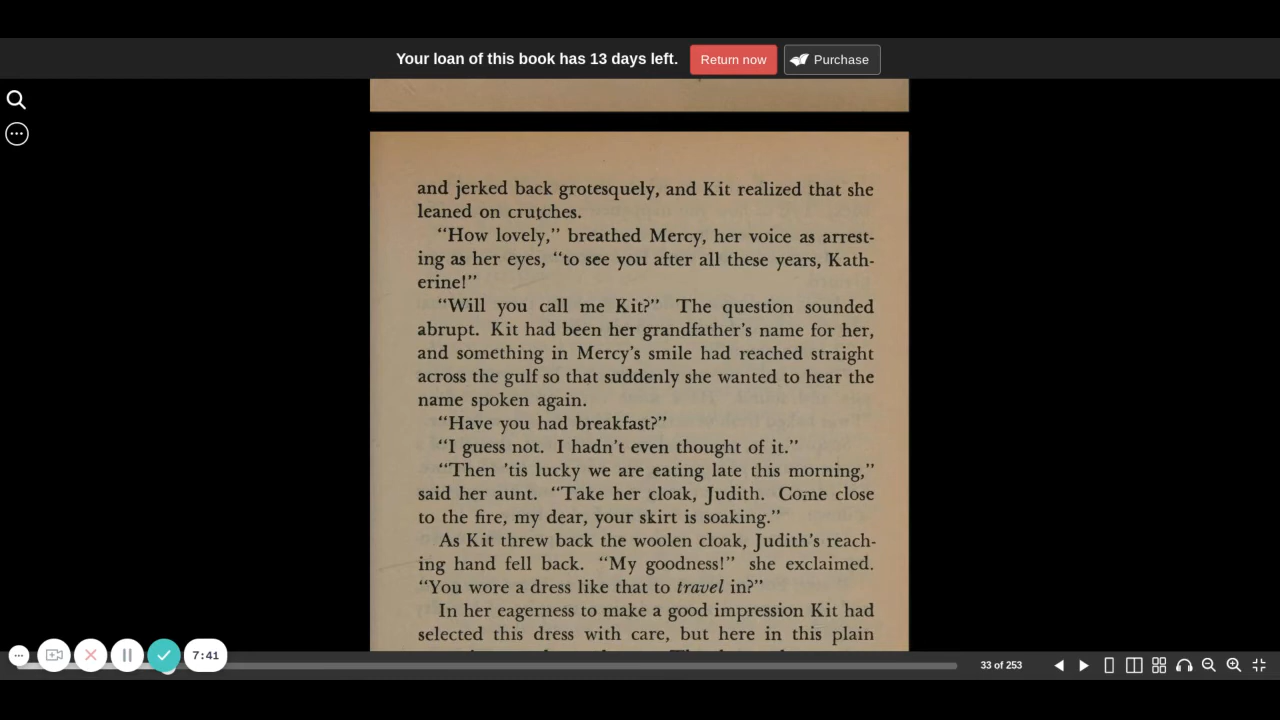 Your loan of this book has 13 days left. Return now Purchase
and jerked back grotesquely, and Kit realized that she
leaned on crutches.
“How lovely,” breathed Mercy, her voice as arrest-
ing as her eyes, “to see you after all these years, Kath-
erine!”
“Will you call me Kit?” The question sounded
abrupt. Kit had been her grandfather’s name for her,
and something in Mercy’s smile had reached straight
across the gulf so that suddenly she wanted to hear the
name spoken again.
“Have you had breakfast?”
“I guess not. I hadn’t even thought of it.”
“Then ’tis lucky we are eating late this morning,”
said her aunt. “Take her cloak, Judith. Come close
to the fire, my dear, your skirt is soaking.”
As Kit threw back the woolen cloak, Judith’s reach-
ing hand fell back. “My goodness!” she exclaimed.
“You wore a dress like that to travel in?”
In her eagerness to make a good impression Kit had
selected this dress with care, but here in this plain
7:41
33 of 253